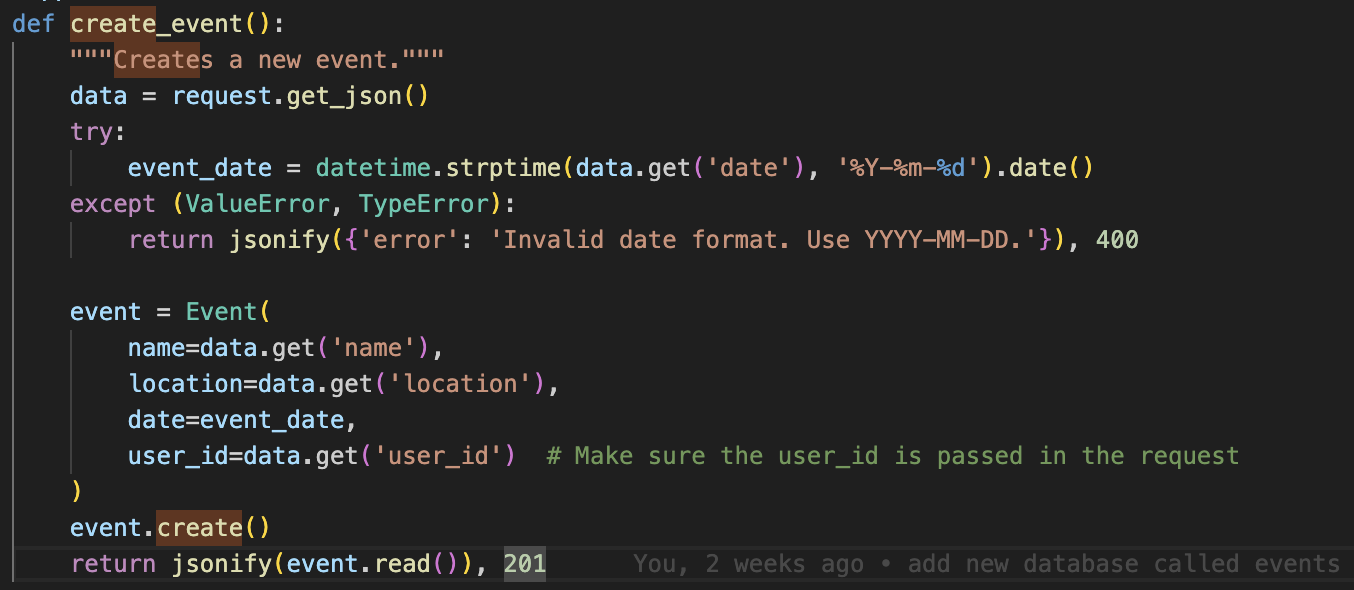 def create_event():
"""Creates a new event."""
data = request.get_json()
try:
event_date = datetime.strptime(data.get('date'), '%Y-%m-%d').date()
except (ValueError, TypeError):
return jsonify({'error': 'Invalid date format. Use YYYY-MM-DD.'}), 400
event = Event(
name=data.get('name'),
location=data.get('location'),
date=event_date,
user_id=data.get('user_id')  # Make sure the user_id is passed in the request
)
event.create()
return jsonify(event.read()), 201 You, 2 weeks ago • add new database called events